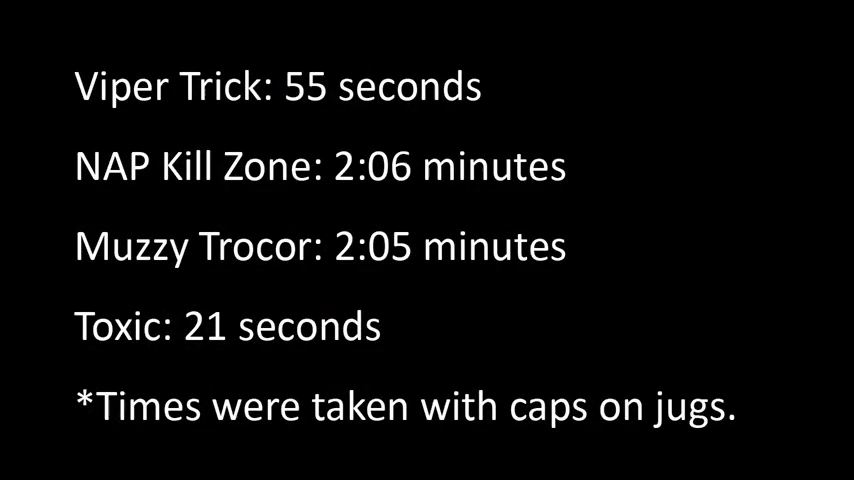 Viper Trick: 55 seconds
NAP Kill Zone: 2:06 minutes
Muzzy Trocor: 2:05 minutes
Toxic: 21 seconds
*Times were taken with caps on jugs.